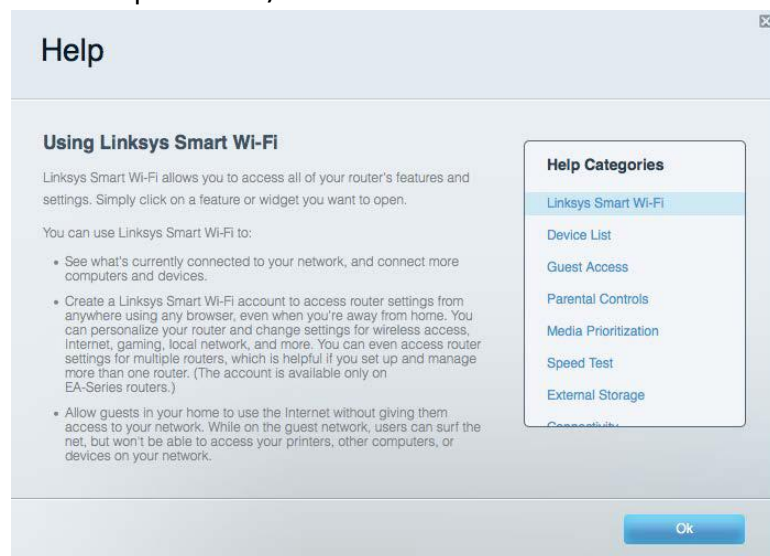 Help
Using Linksys Smart Wi-Fi
Linksys Smart Wi-Fi allows you to access all of your router's features and
settings. Simply click on a feature or widget you want to open.
You can use Linksys Smart Wi-Fi to:
• See what's currently connected to your network, and connect more
computers and devices.
• Create a Linksys Smart Wi-Fi account to access router settings from
anywhere using any browser, even when you're away from home. You
can personalize your router and change settings for wireless access,
Internet, gaming, local network, and more. You can even access router
settings for multiple routers, which is helpful if you set up and manage
more than one router. (The account is available only on
EA-Series routers.)
• Allow guests in your home to use the Internet without giving them
access to your network. While on the guest network, users can surf the
net, but won't be able to access your printers, other computers, or
devices on your network.
Help Categories
Linksys Smart Wi-Fi
Device List
Guest Access
Parental Controls
Media Prioritization
Speed Test
External Storage
Connectivity
Ok